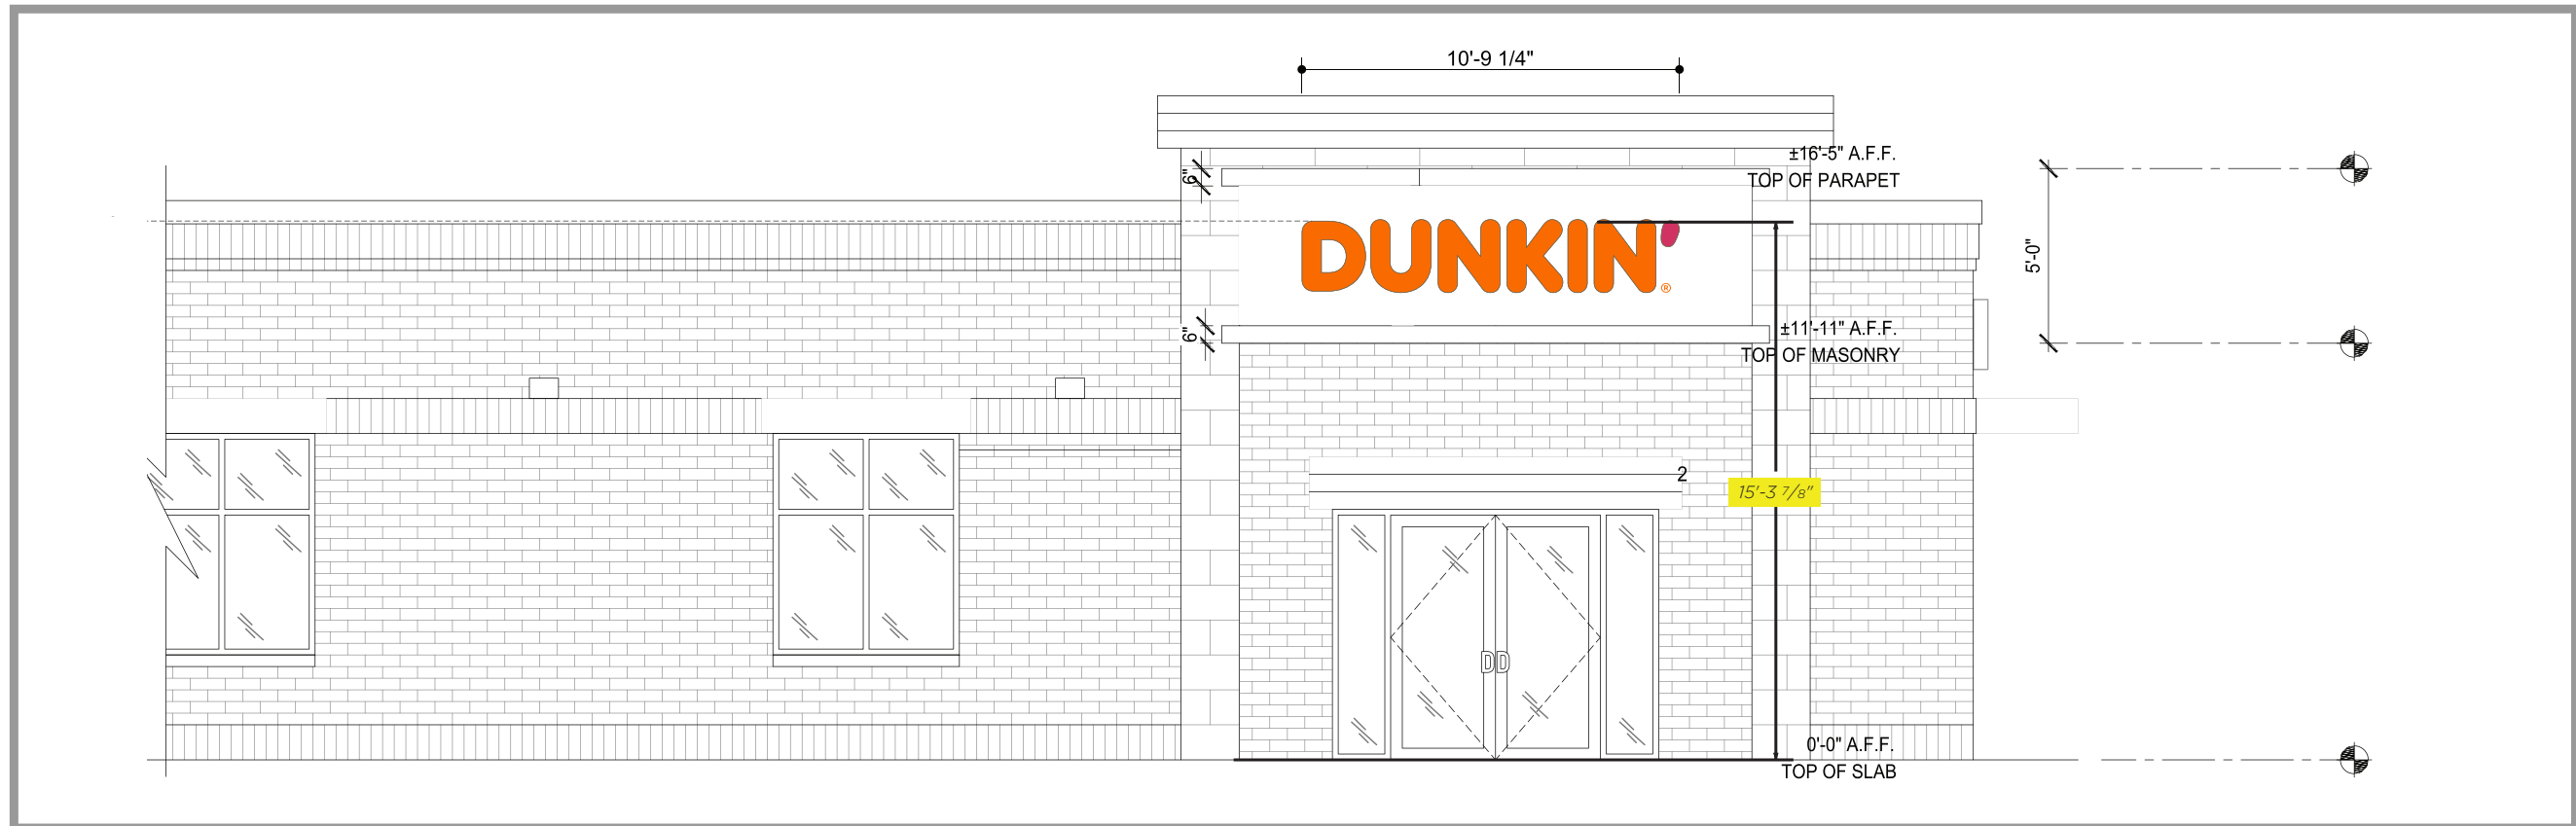 10'-9 1/4"
±16'-5" A.F.F.
TOP OF PARAPET
6"
DUNKIN'
®
5'-0"
6"
±11'-11" A.F.F.
TOP OF MASONRY
2
15'-3 7/8"
DD
0'-0" A.F.F.
TOP OF SLAB